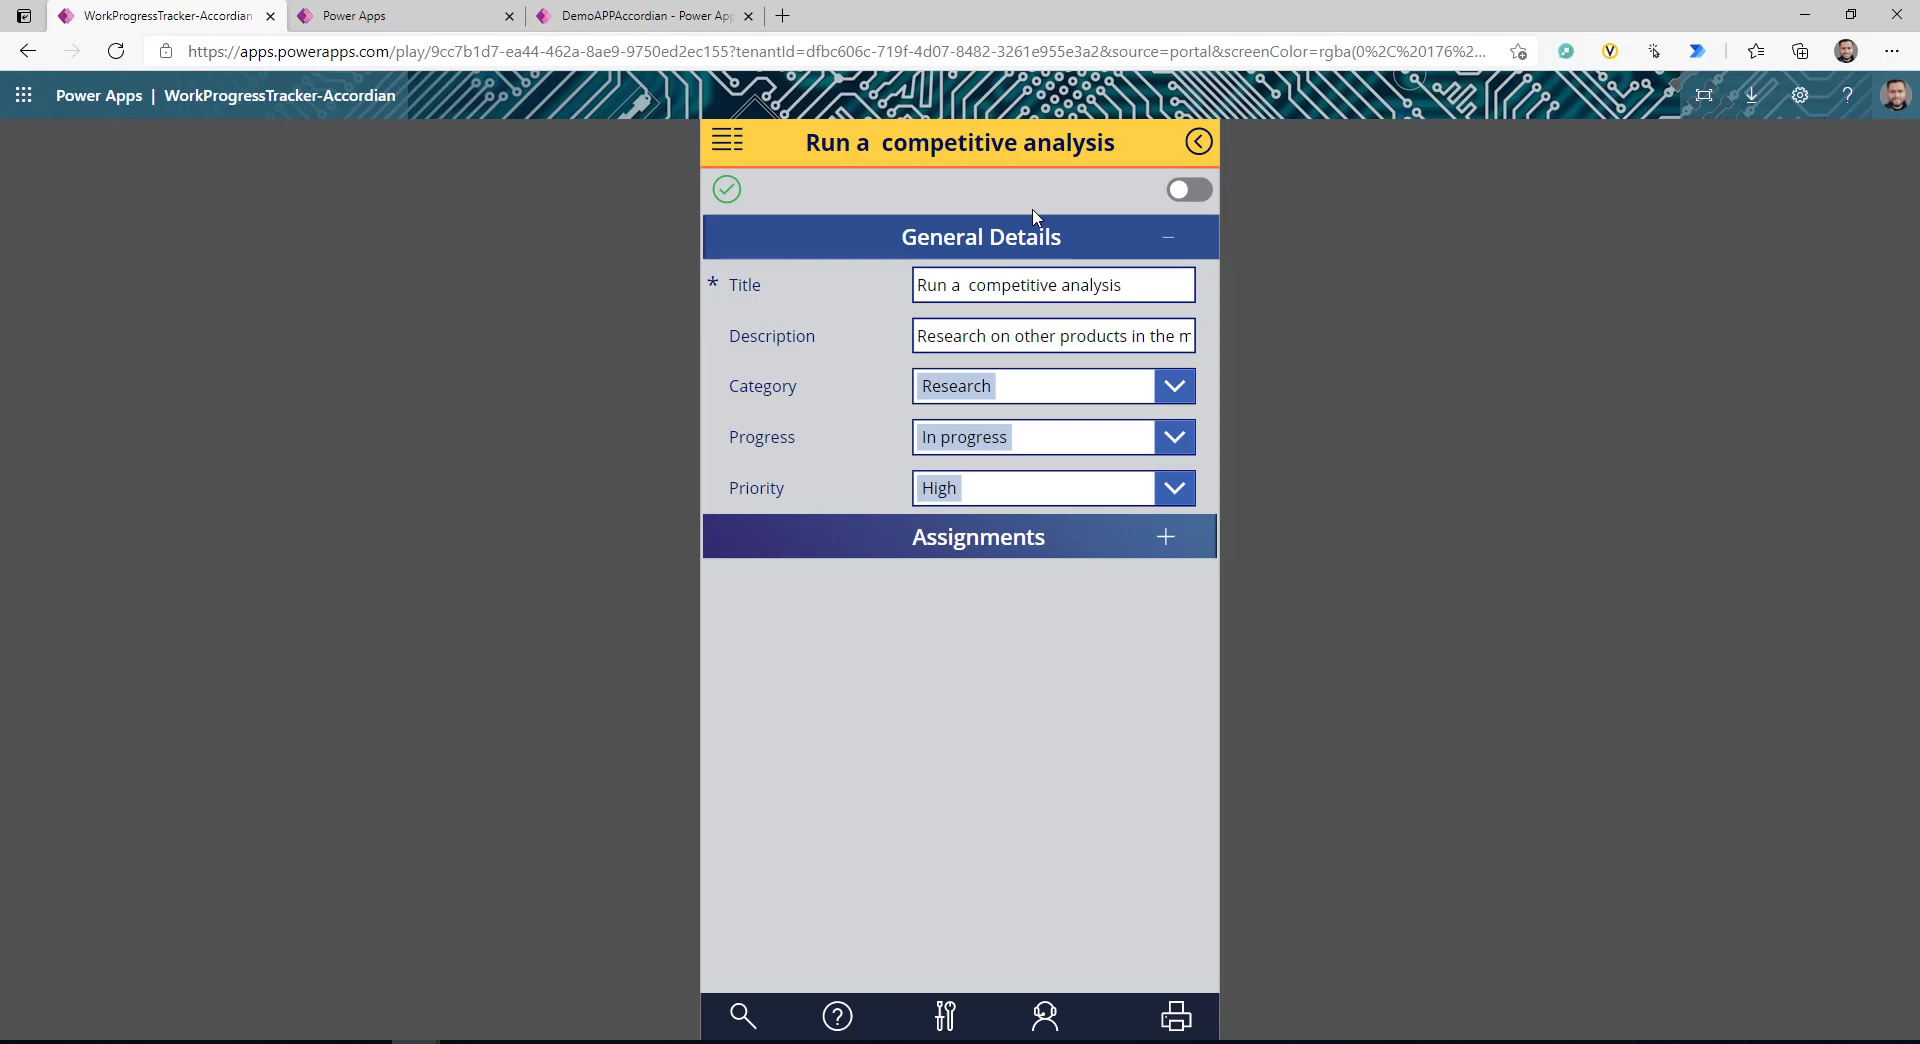 WorkProgressTracker-Accordian
Power Apps
DemoAPPAccordian - Power App
https://apps.powerapps.com/play/9cc7b1d7-ea44-462a-8ae9-9750ed2ec155?tenantId=dfbc606c-719f-4d07-8482-3261e955e3a2&source=portal&screenColor=rgba(0%2C%20176%2...
Power Apps | WorkProgressTracker-Accordian
Run a  competitive analysis
General Details
* Title
Run a  competitive analysis
Description
Research on other products in the m
Category
Research
Progress
In progress
Priority
High
Assignments